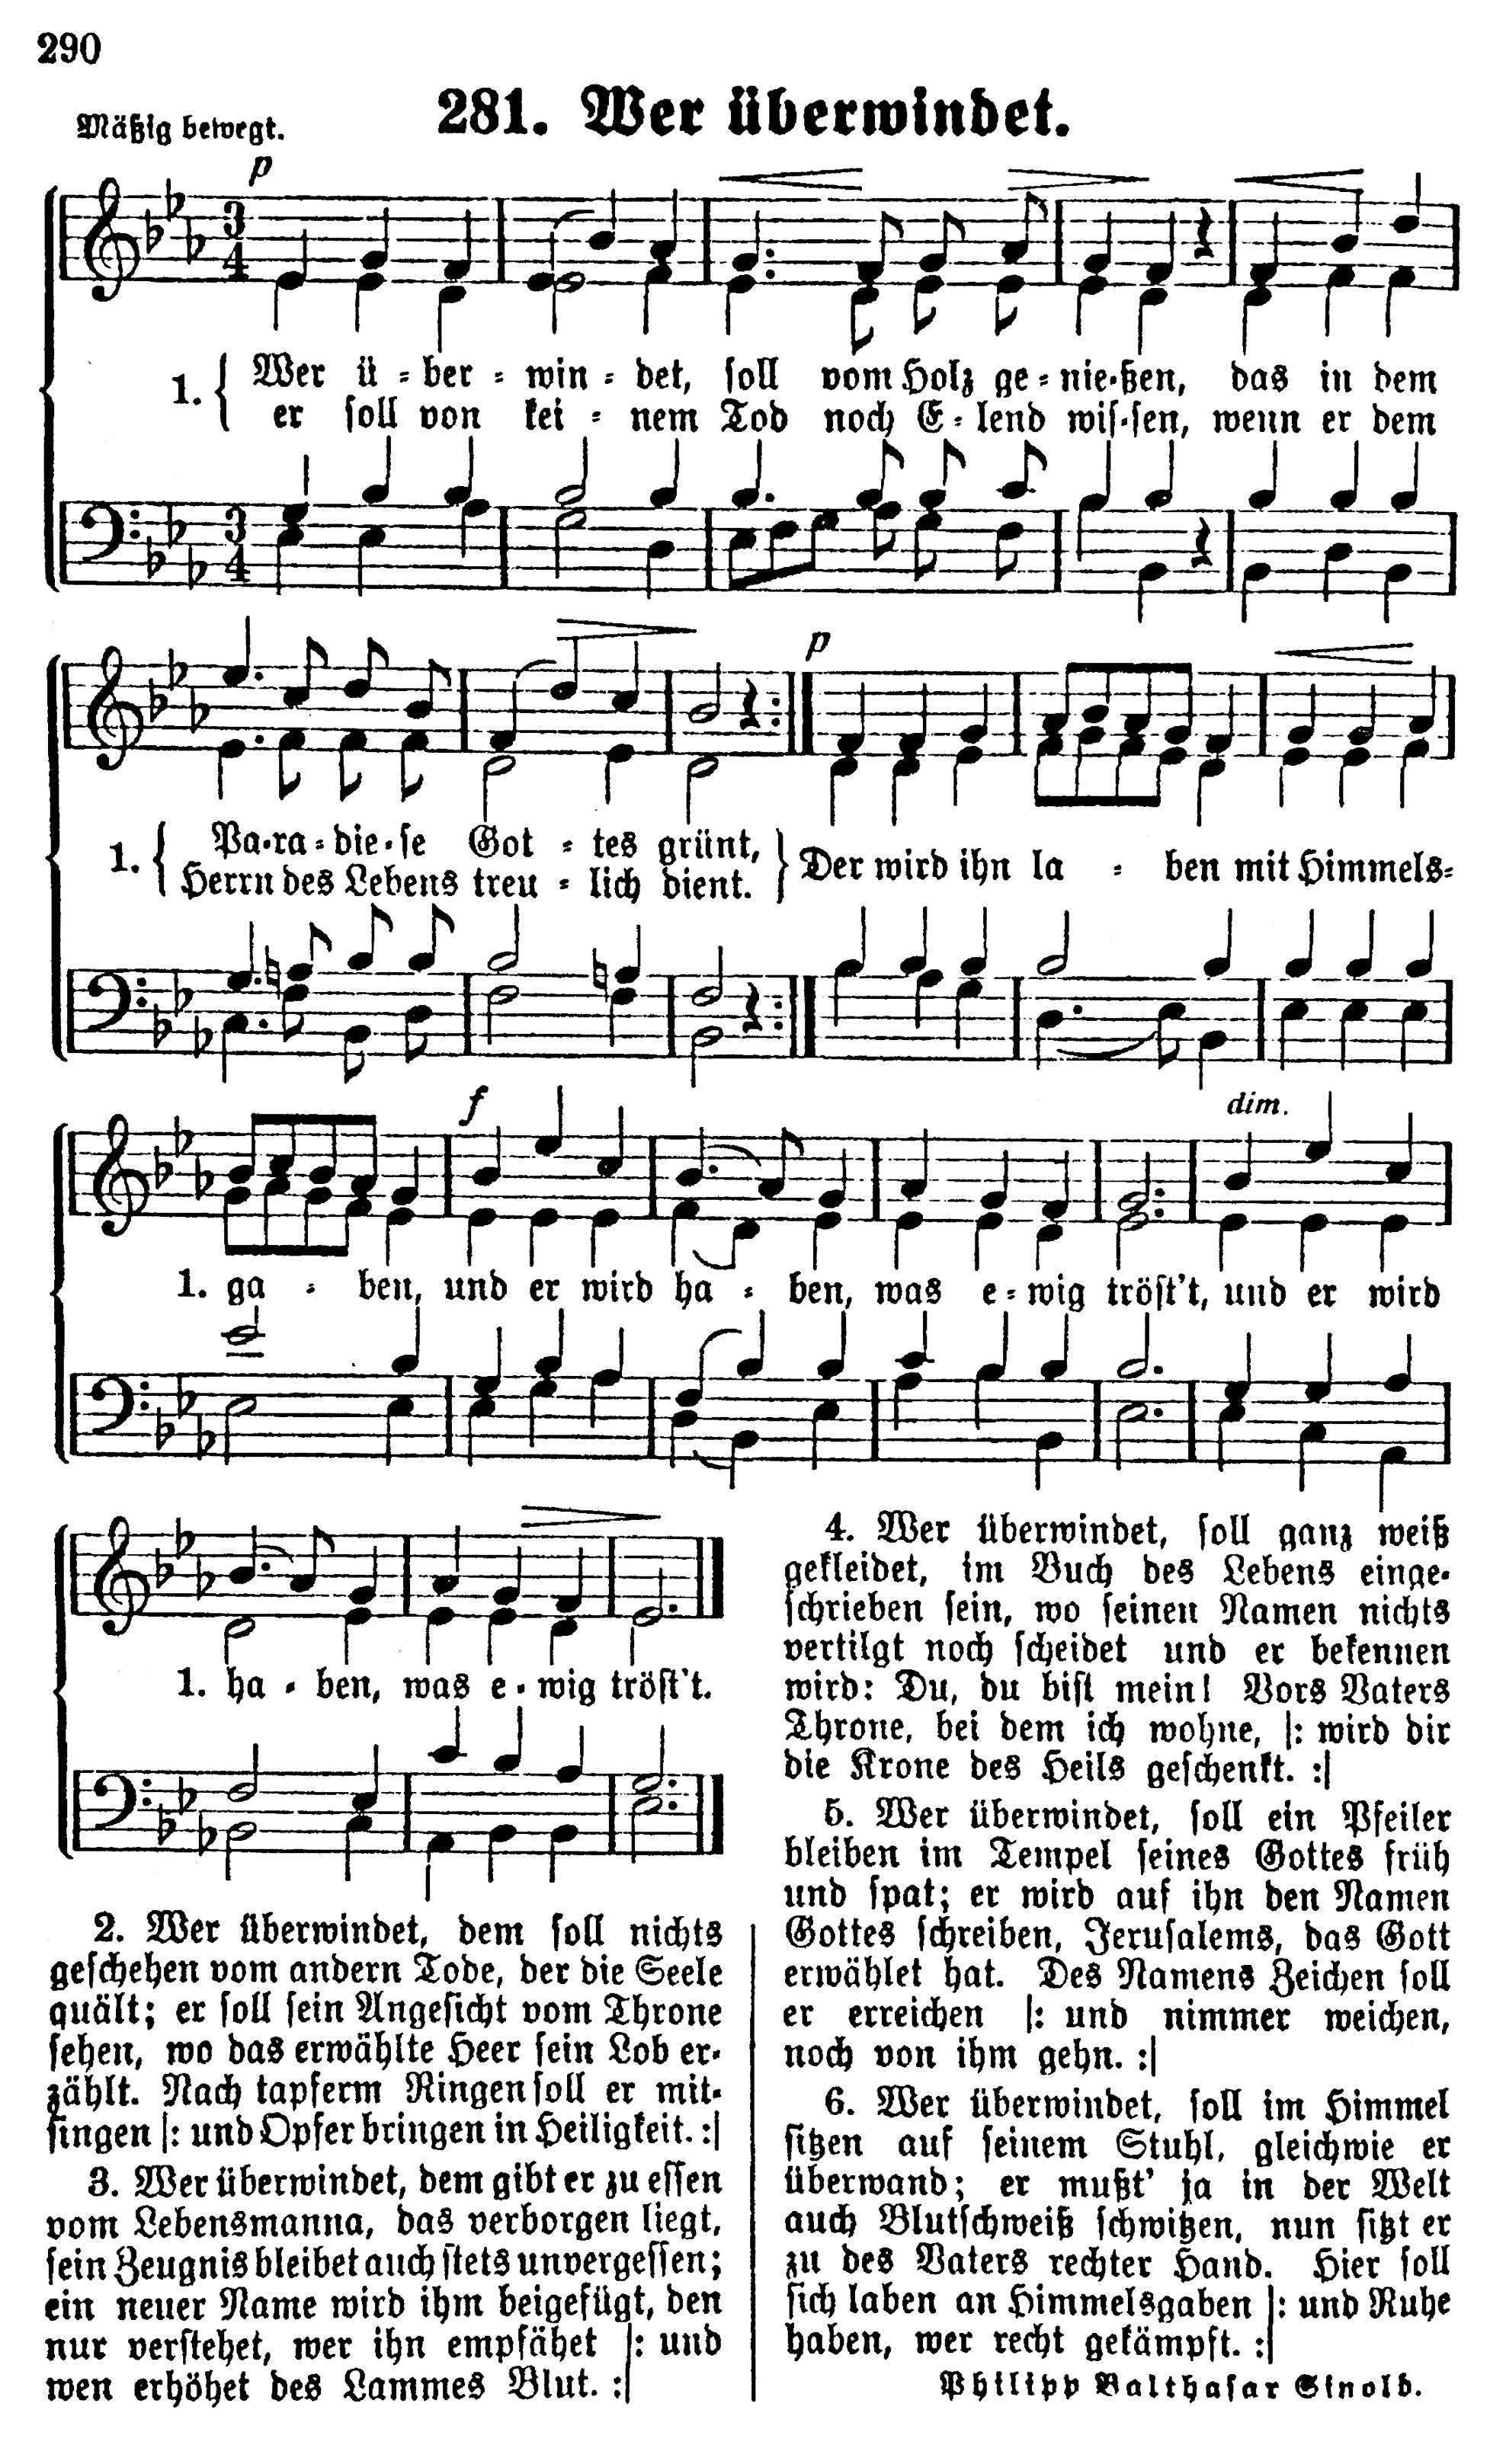 290
281. Wer überwindet.
Mäßig bewegt.
p
1. { Wer ü = ber = win = det, soll vom Holz ge = nie·ßen, das in dem
er soll von kei = nem Tod noch E = lend wis·sen, wenn er dem
p
1. { Pa·ra = die·se Got = tes grünt, } Der wird ihn la = ben mit Himmels=
Herrn des Lebens treu = lich dient.
f
dim.
1. ga = ben, und er wird ha = ben, was e = wig tröst't, und er wird
1. ha · ben, was e · wig tröst't.
2. Wer überwindet, dem soll nichts
geschehen vom andern Tode, der die Seele
quält; er soll sein Angesicht vom Throne
sehen, wo das erwählte Heer sein Lob er·
zählt. Nach tapferm Ringen soll er mit·
singen |: und Opfer bringen in Heiligkeit. :|
3. Wer überwindet, dem gibt er zu essen
vom Lebensmanna, das verborgen liegt,
sein Zeugnis bleibet auch stets unvergessen;
ein neuer Name wird ihm beigefügt, den
nur verstehet, wer ihn empfähet |: und
wen erhöhet des Lammes Blut. :|
4. Wer überwindet, soll ganz weiß
gekleidet, im Buch des Lebens einge·
schrieben sein, wo seinen Namen nichts
vertilgt noch scheidet und er bekennen
wird: Du, du bist mein! Vors Vaters
Throne, bei dem ich wohne, |: wird dir
die Krone des Heils geschenkt. :|
5. Wer überwindet, soll ein Pfeiler
bleiben im Tempel seines Gottes früh
und spat; er wird auf ihn den Namen
Gottes schreiben, Jerusalems, das Gott
erwählet hat. Des Namens Zeichen soll
er erreichen |: und nimmer weichen,
noch von ihm gehn. :|
6. Wer überwindet, soll im Himmel
sitzen auf seinem Stuhl, gleichwie er
überwand; er mußt' ja in der Welt
auch Blutschweiß schwitzen, nun sitzt er
zu des Vaters rechter Hand. Hier soll
sich laben an Himmelsgaben |: und Ruhe
haben, wer recht gekämpft. :|
Philipp Balthasar Sinold.